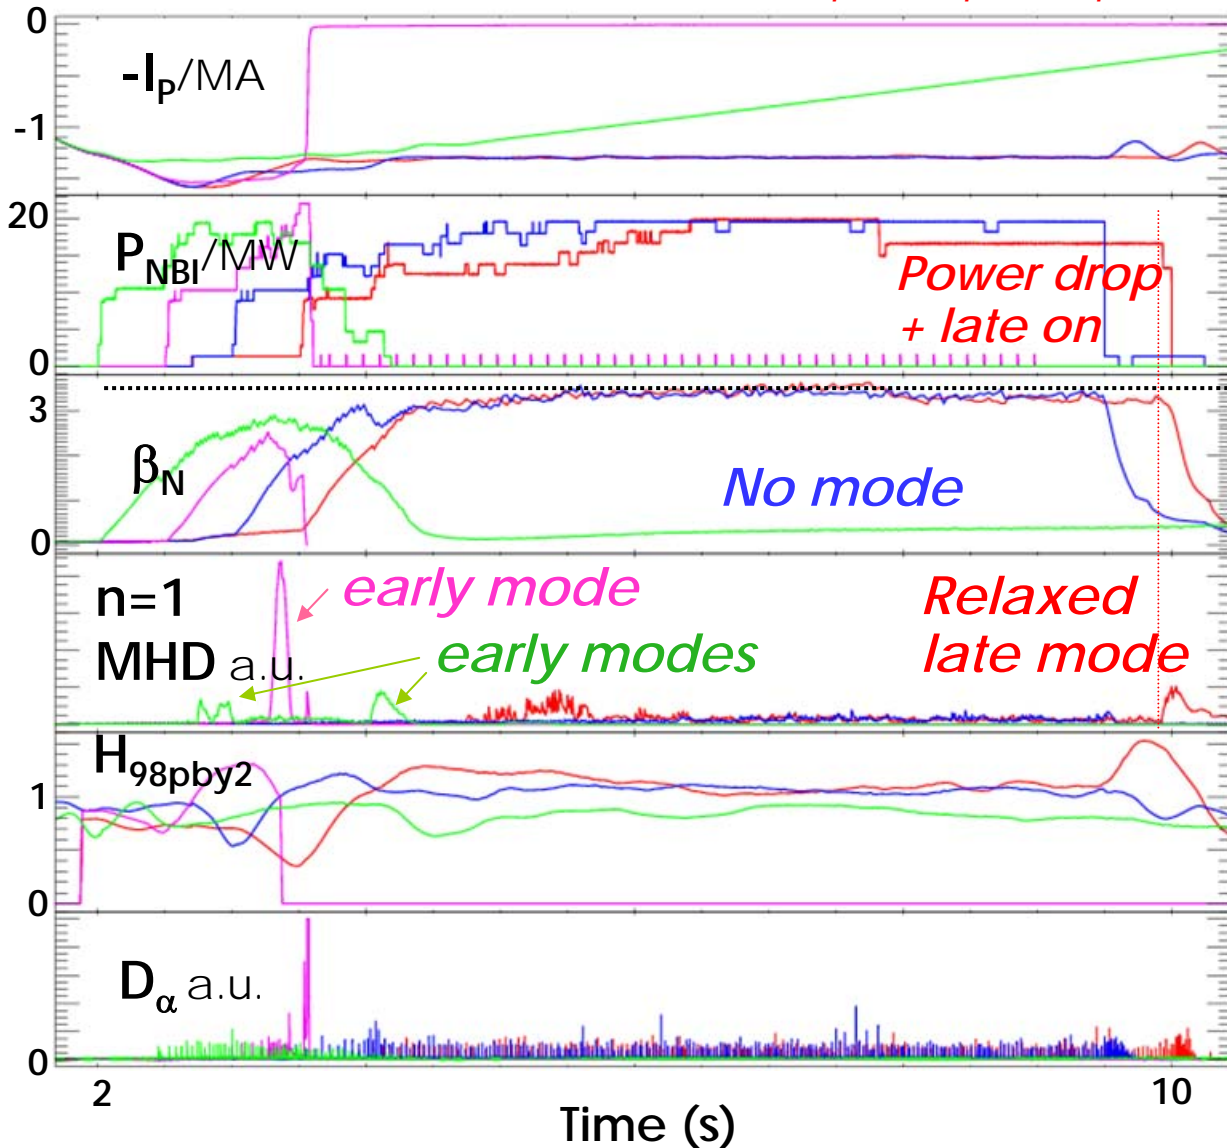 0
-I_P/MA
-1
20
P_NBI/MW
Power drop
+ late on
0
3
β_N
No mode
0
n=1
early mode
Relaxed
MHD a.u.
early modes
late mode
H_98pby2
1
0
D_α a.u.
0
2
10
Time (s)